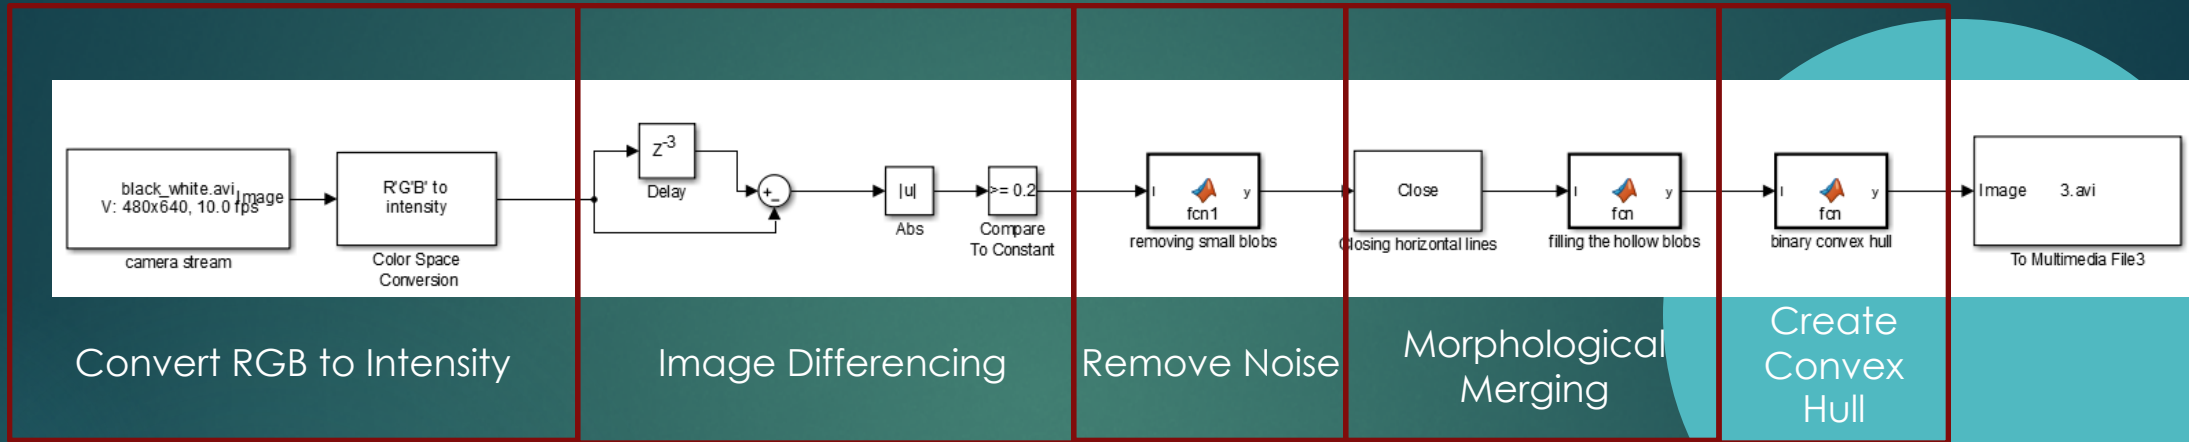 black_white.avi
V: 480x640, 10.0 fps
Image
camera stream
R'G'B' to
intensity
Color Space
Conversion
Z-3
Delay
+
-
|u|
Abs
>= 0.2
Compare
To Constant
I
fcn1
y
removing small blobs
Close
Closing horizontal lines
I
fcn
y
filling the hollow blobs
I
fcn
y
binary convex hull
Image
3.avi
To Multimedia File3
Convert RGB to Intensity
Image Differencing
Remove Noise
Morphological
Merging
Create
Convex
Hull